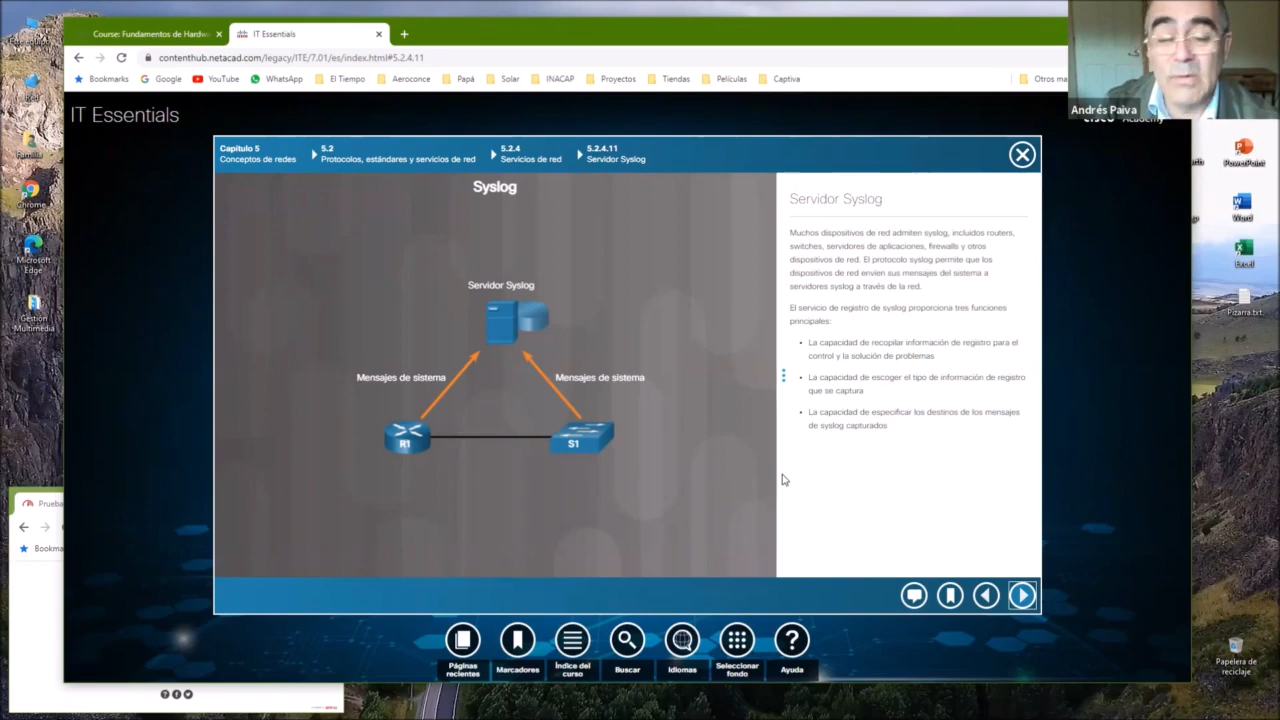 Course: Fundamentos de Hardw
IT Essentials
contenthub.netacad.com/legacy/ITE/7.01/es/index.html#5.2.4.11
Bookmarks
Google
YouTube
WhatsApp
El Tiempo
Aeroconce
Papá
Solar
INACAP
Proyectos
Tiendas
Películas
Captiva
Otros ma
Andrés Paiva
IT Essentials
Capítulo 5
Conceptos de redes
5.2
Protocolos, estándares y servicios de red
5.2.4
Servicios de red
5.2.4.11
Servidor Syslog
Syslog
Servidor Syslog
Mensajes de sistema
Mensajes de sistema
R1
S1
Servidor Syslog
Muchos dispositivos de red admiten syslog, incluidos routers,
switches, servidores de aplicaciones, firewalls y otros
dispositivos de red. El protocolo syslog permite que los
dispositivos de red envíen sus mensajes del sistema a
servidores syslog a través de la red.
El servicio de registro de syslog proporciona tres funciones
principales:
La capacidad de recopilar información de registro para el
control y la solución de problemas
La capacidad de escoger el tipo de información de registro
que se captura
La capacidad de especificar los destinos de los mensajes
de syslog capturados
Páginas
recientes
Marcadores
Índice del
curso
Buscar
Idiomas
Seleccionar
fondo
Ayuda
Red
Familia
Chrome
Microsoft
Edge
Gestión
Multimedia
Prueba
Bookma
PowerPoint
Word
Excel
Pizarra.txt
Papelera de
reciclaje